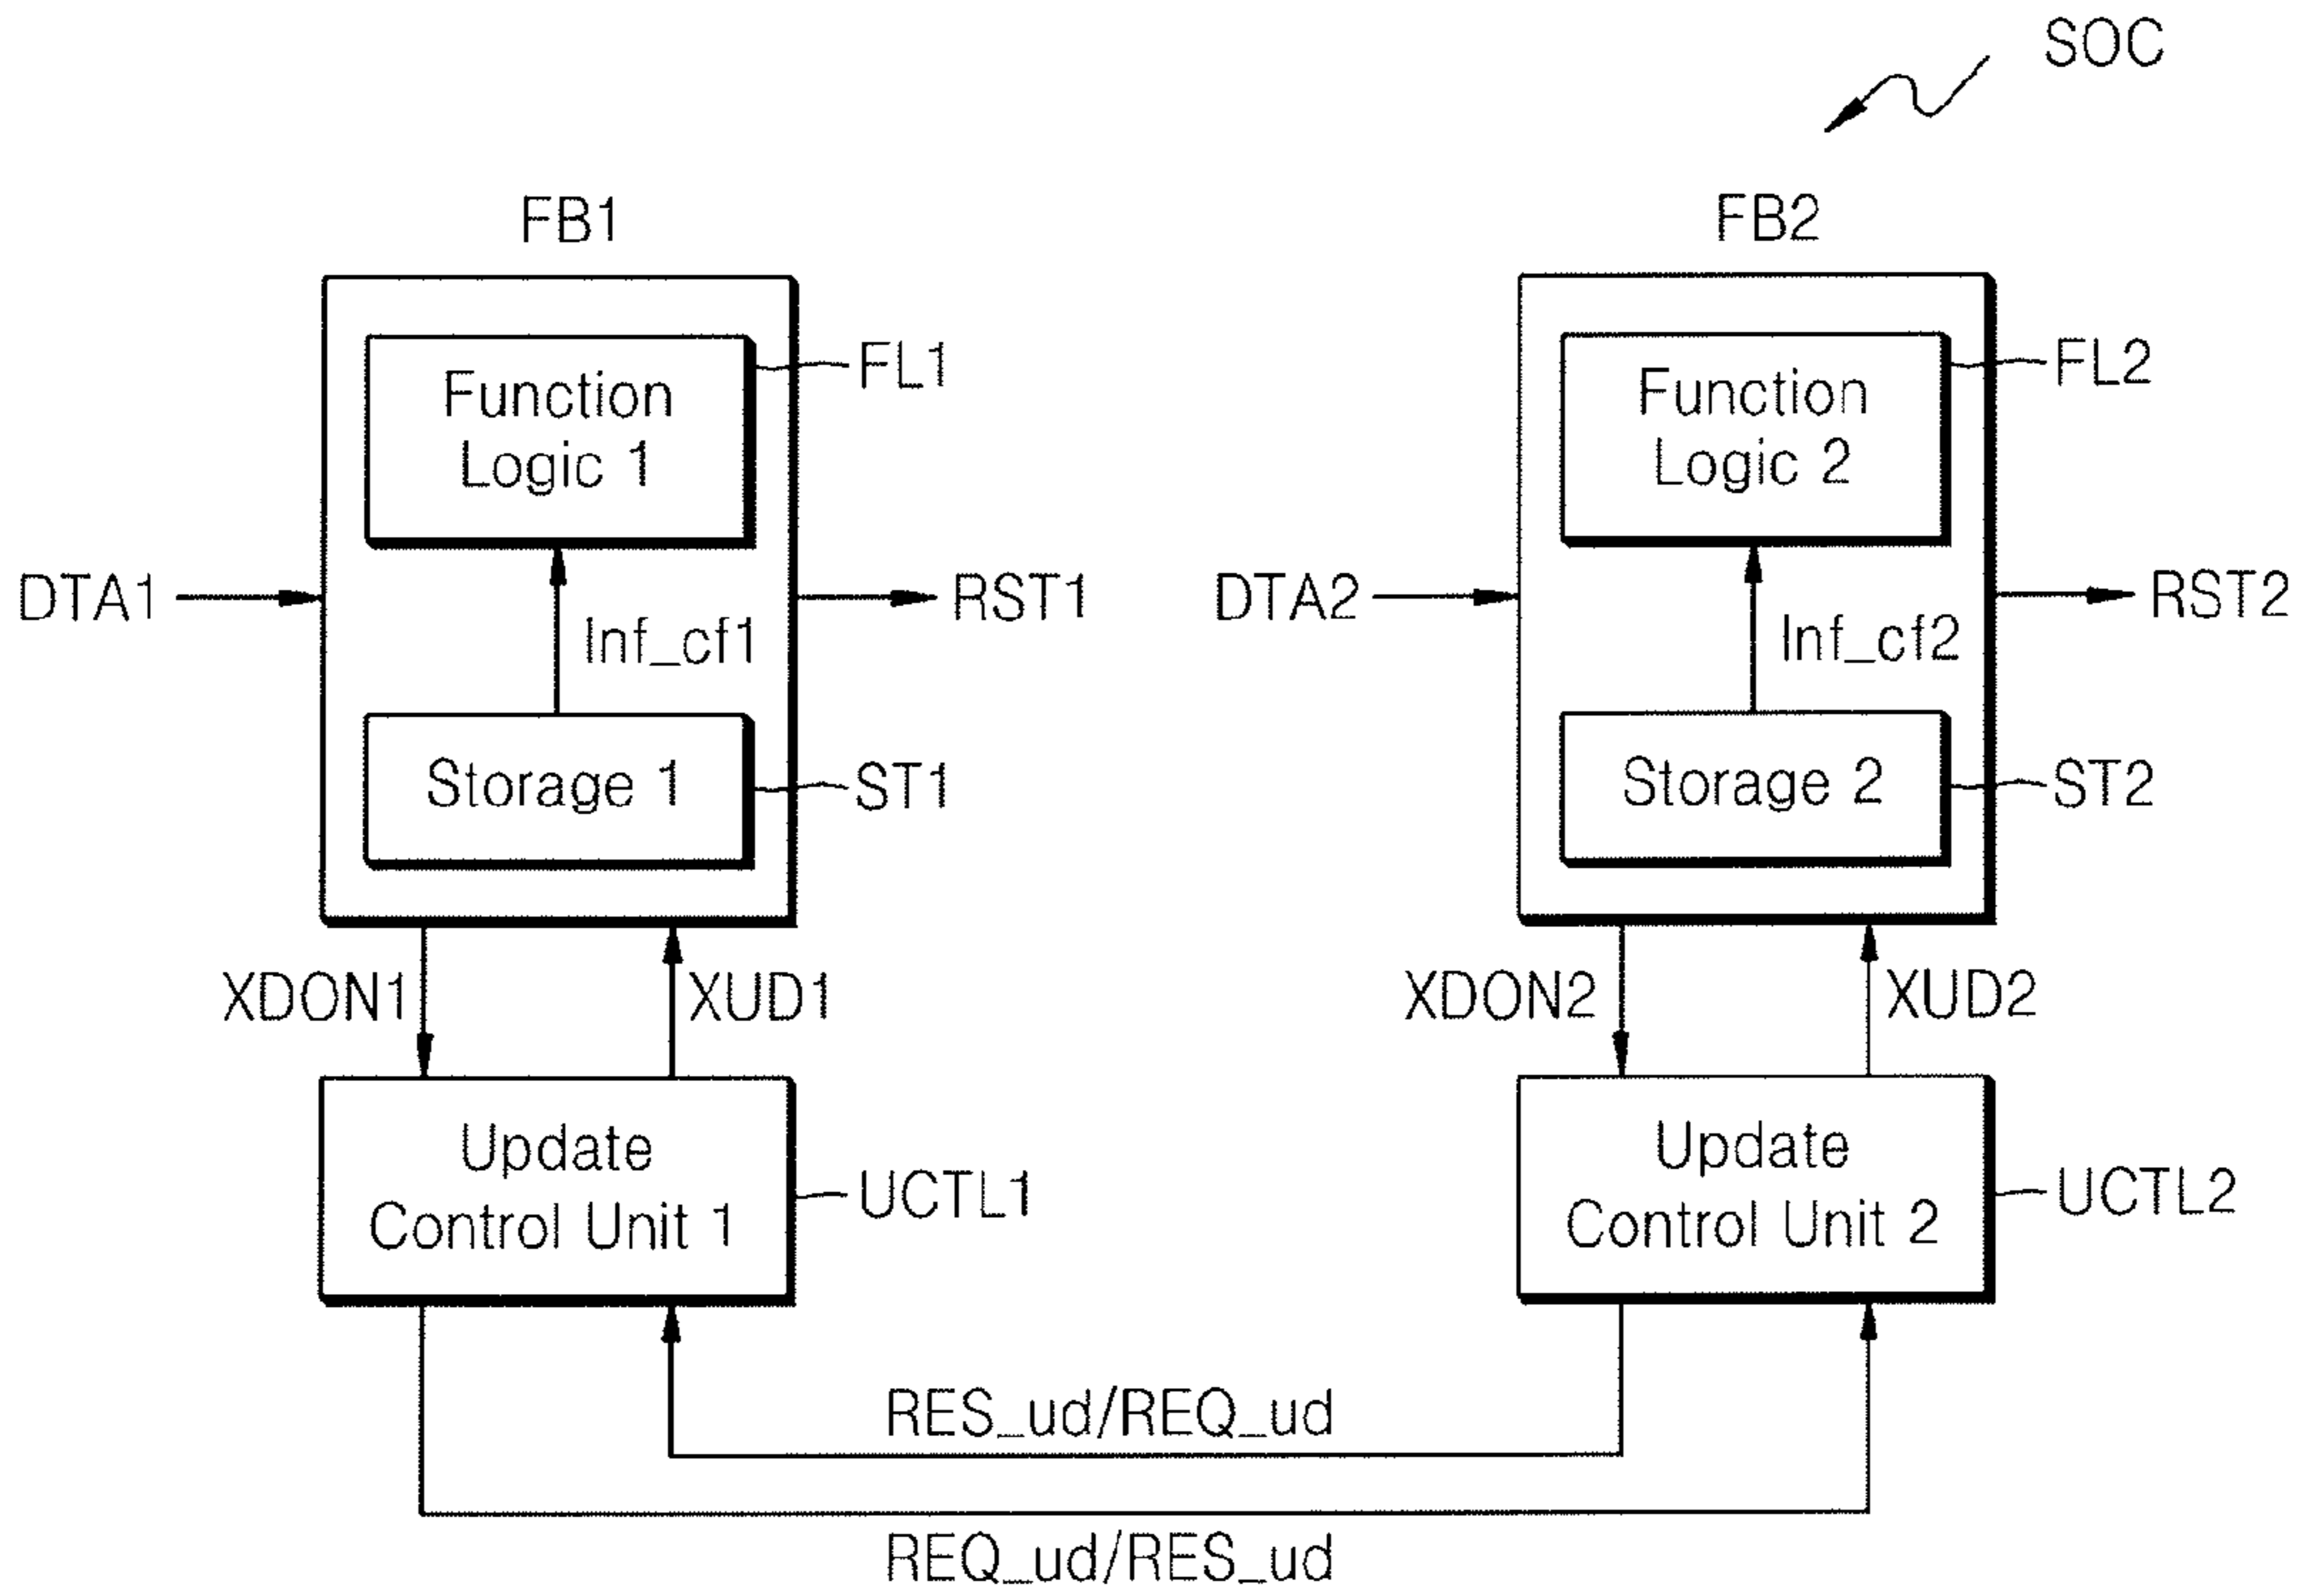 SOC
FB1
FB2
Function
Logic 1
FL1
Function
Logic 2
FL2
DTA1
RST1
DTA2
RST2
Inf_cf1
Inf_cf2
Storage 1
ST1
Storage 2
ST2
XDON1
XUD1
XDON2
XUD2
Update
Control Unit 1
UCTL1
Update
Control Unit 2
UCTL2
RES_ud/REQ_ud
REQ_ud/RES_ud